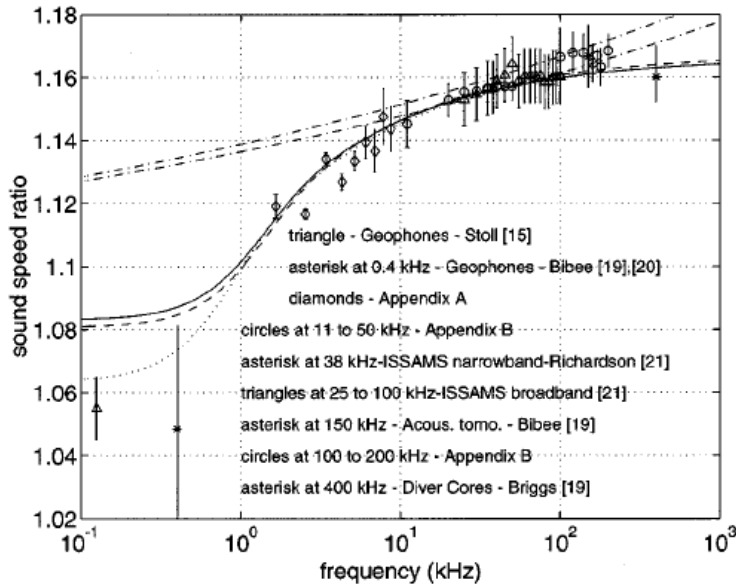 1.18
1.16
1.14
1.12
1.1
1.08
1.06
1.04
1.02
sound speed ratio
triangle - Geophones - Stoll [15]
asterisk at 0.4 kHz - Geophones - Bibee [19],[20]
diamonds - Appendix A
circles at 11 to 50 kHz - Appendix B
asterisk at 38 kHz-ISSAMS narrowband-Richardson [21]
triangles at 25 to 100 kHz-ISSAMS broadband [21]
asterisk at 150 kHz - Acous. tomo. - Bibee [19]
circles at 100 to 200 kHz - Appendix B
asterisk at 400 kHz - Diver Cores - Briggs [19]
10⁻¹ 10⁰ 10¹ 10² 10³
frequency (kHz)